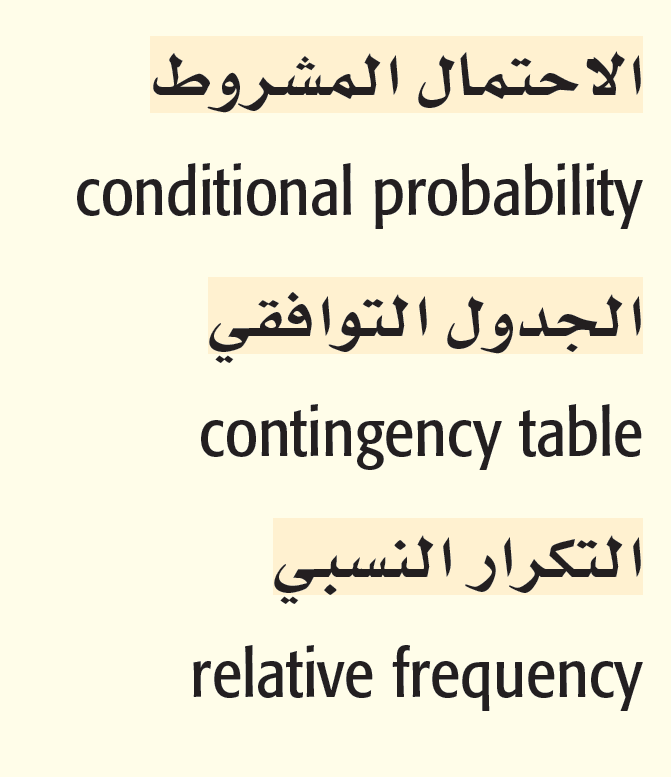 الاحتمال المشروط
conditional probability
الجدول التوافقي
contingency table
التكرار النسبي
relative frequency